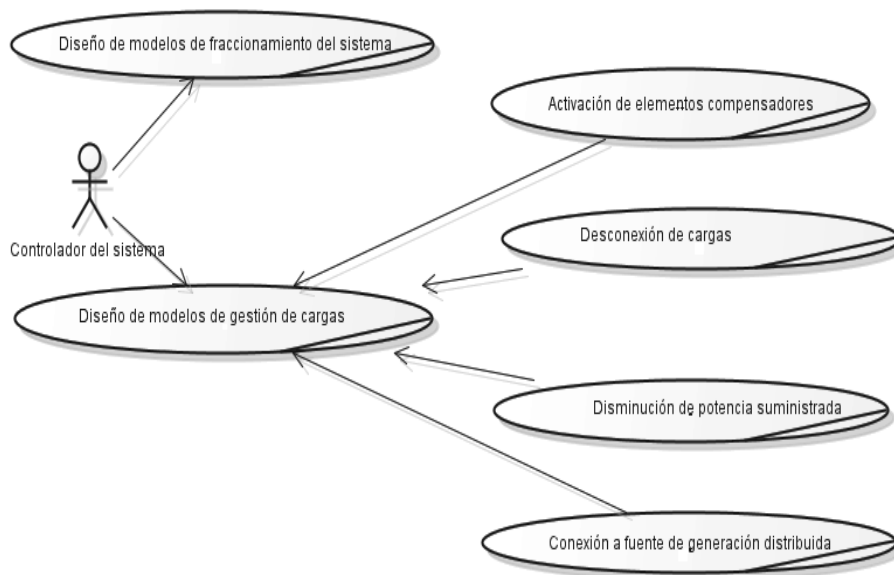 Diseño de modelos de fraccionamiento del sistema
Activación de elementos compensadores
Controlador del sistema
Desconexión de cargas
Diseño de modelos de gestión de cargas
Disminución de potencia suministrada
Conexión a fuente de generación distribuida